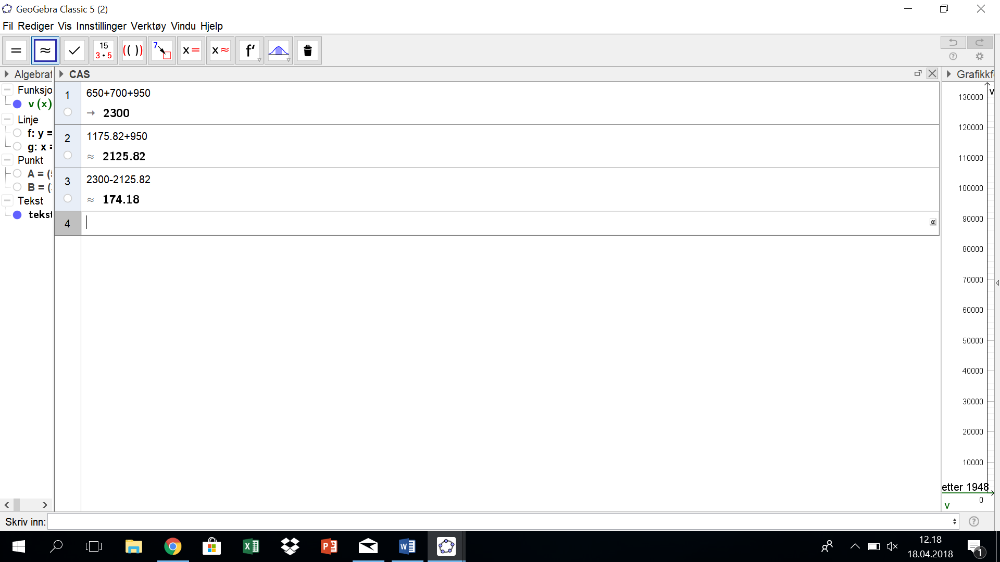 GeoGebra Classic 5 (2)
Fil Rediger Vis Innstillinger Verktøy Vindu Hjelp
= ≈ ✓ 15 3·5 (( )) 7 x= x≈ f'
Algebraf
Funksjo
v (x)
Linje
f: y =
g: x =
Punkt
A = (
B = (
Tekst
tekst
CAS
1 650+700+950
→ 2300
2 1175.82+950
≈ 2125.82
3 2300-2125.82
≈ 174.18
4 α
Grafikkf
v
130000
120000
110000
100000
90000
80000
70000
60000
50000
40000
30000
20000
10000
etter 1948
0
v
Skriv inn:
12.18
18.04.2018
1